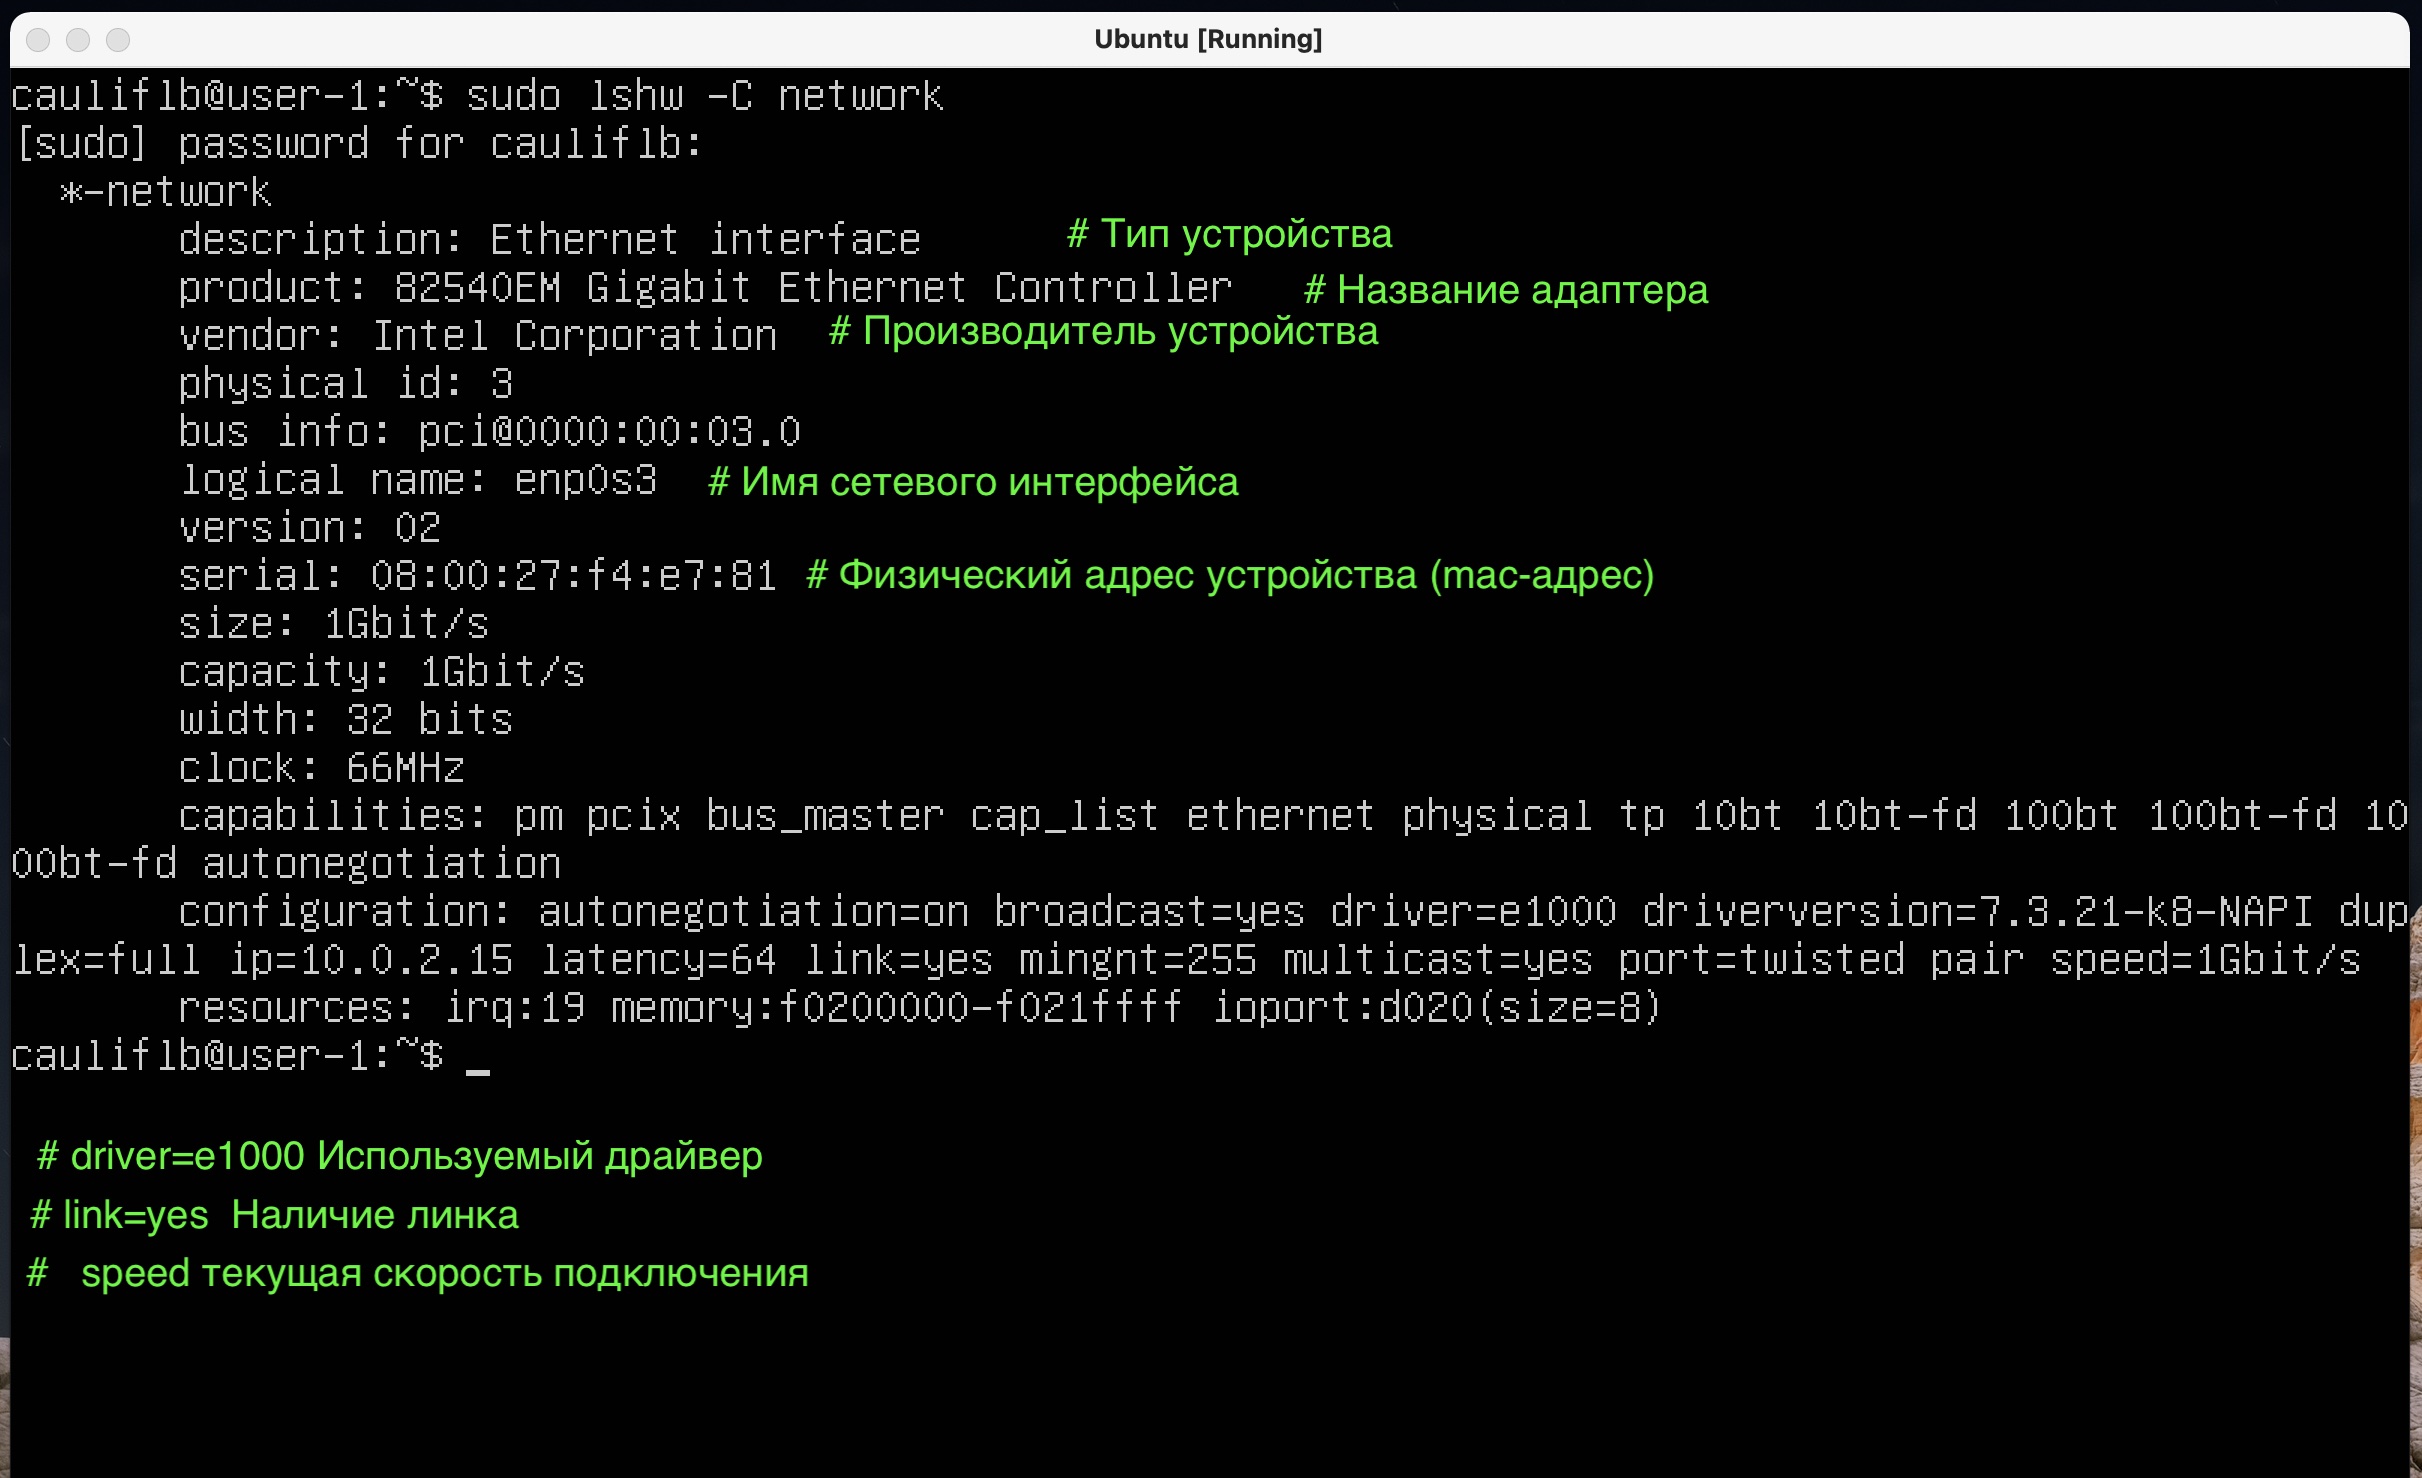 Ubuntu [Running]
cauliflb@user-1:~$ sudo lshw -C network
[sudo] password for cauliflb:
  *-network
       description: Ethernet interface # Тип устройства
       product: 82540EM Gigabit Ethernet Controller # Название адаптера
       vendor: Intel Corporation # Производитель устройства
       physical id: 3
       bus info: pci@0000:00:03.0
       logical name: enp0s3 # Имя сетевого интерфейса
       version: 02
       serial: 08:00:27:f4:e7:81 # Физический адрес устройства (mac-адрес)
       size: 1Gbit/s
       capacity: 1Gbit/s
       width: 32 bits
       clock: 66MHz
       capabilities: pm pcix bus_master cap_list ethernet physical tp 10bt 10bt-fd 100bt 100bt-fd 10
00bt-fd autonegotiation
       configuration: autonegotiation=on broadcast=yes driver=e1000 driverversion=7.3.21-k8-NAPI dup
lex=full ip=10.0.2.15 latency=64 link=yes mingnt=255 multicast=yes port=twisted pair speed=1Gbit/s
       resources: irq:19 memory:f0200000-f021ffff ioport:d020(size=8)
cauliflb@user-1:~$ _
# driver=e1000 Используемый драйвер
# link=yes  Наличие линка
#   speed текущая скорость подключения